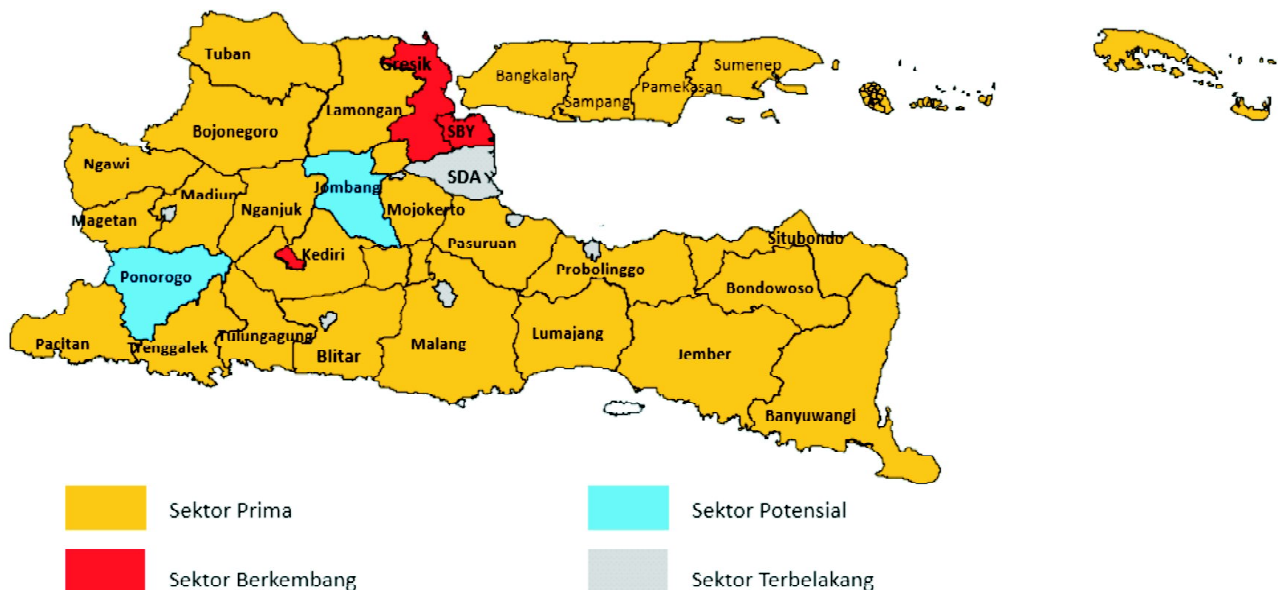 Tuban
Gresik
Bangkalan
Sampang
Pamekasan
Sumenep
Lamongan
Bojonegoro
SBY
Ngawi
Madiun
Nganjuk
Jombang
SDA
Magetan
Mojokerto
Pasuruan
Kediri
Ponorogo
Probolinggo
Situbondo
Bondowoso
Pacitan
Trenggalek
Tulungagung
Blitar
Malang
Lumajang
Jember
Banyuwangi
Sektor Prima
Sektor Potensial
Sektor Berkembang
Sektor Terbelakang